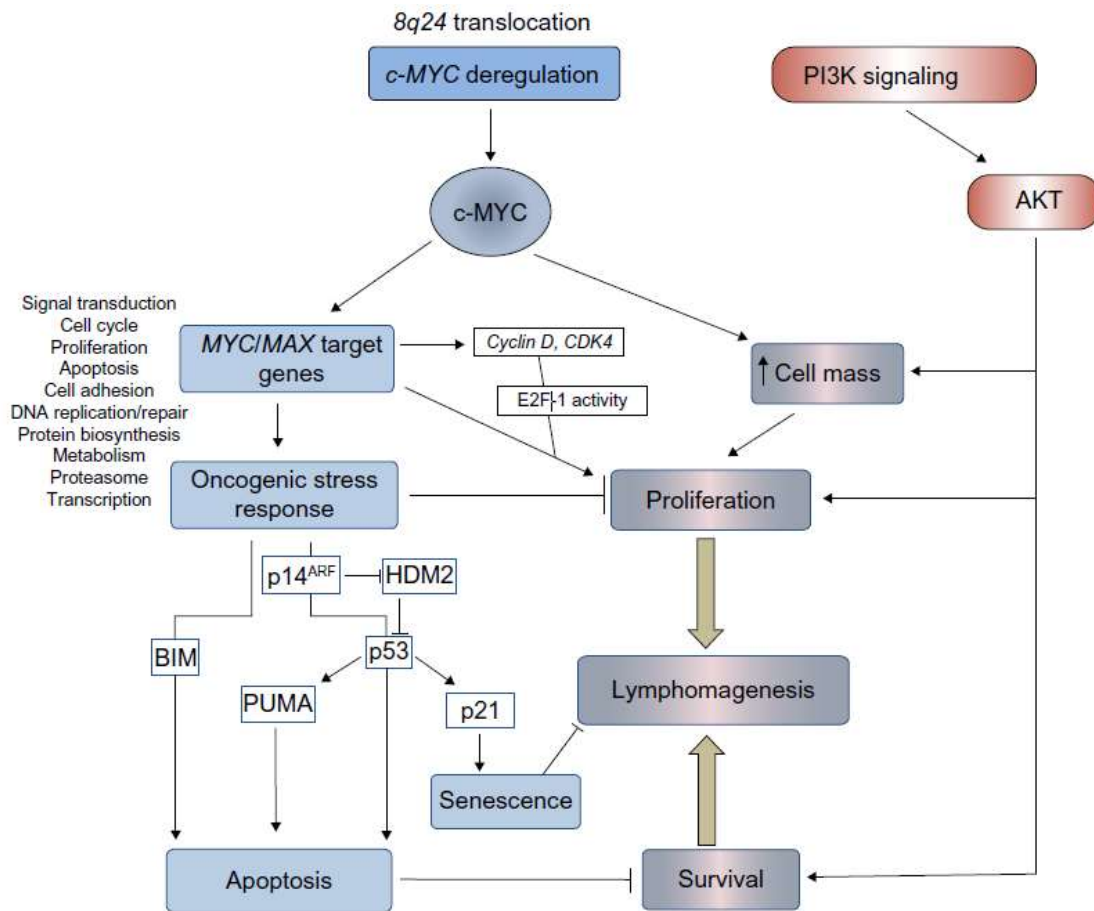 8q24 translocation
c-MYC deregulation
PI3K signaling
AKT
c-MYC
Signal transduction
Cell cycle
Proliferation
Apoptosis
Cell adhesion
DNA replication/repair
Protein biosynthesis
Metabolism
Proteasome
Transcription
MYC/MAX target
genes
Cyclin D, CDK4
E2F-1 activity
Cell mass
Oncogenic stress
response
Proliferation
p14ARF
HDM2
BIM
p53
PUMA
p21
Lymphomagenesis
Senescence
Apoptosis
Survival